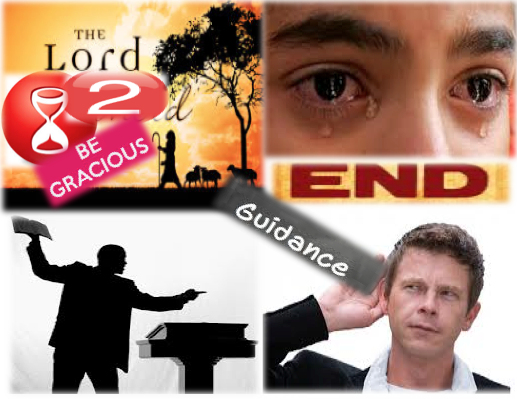 THE
Lord
2
BE
GRACIOUS
END
Guidance